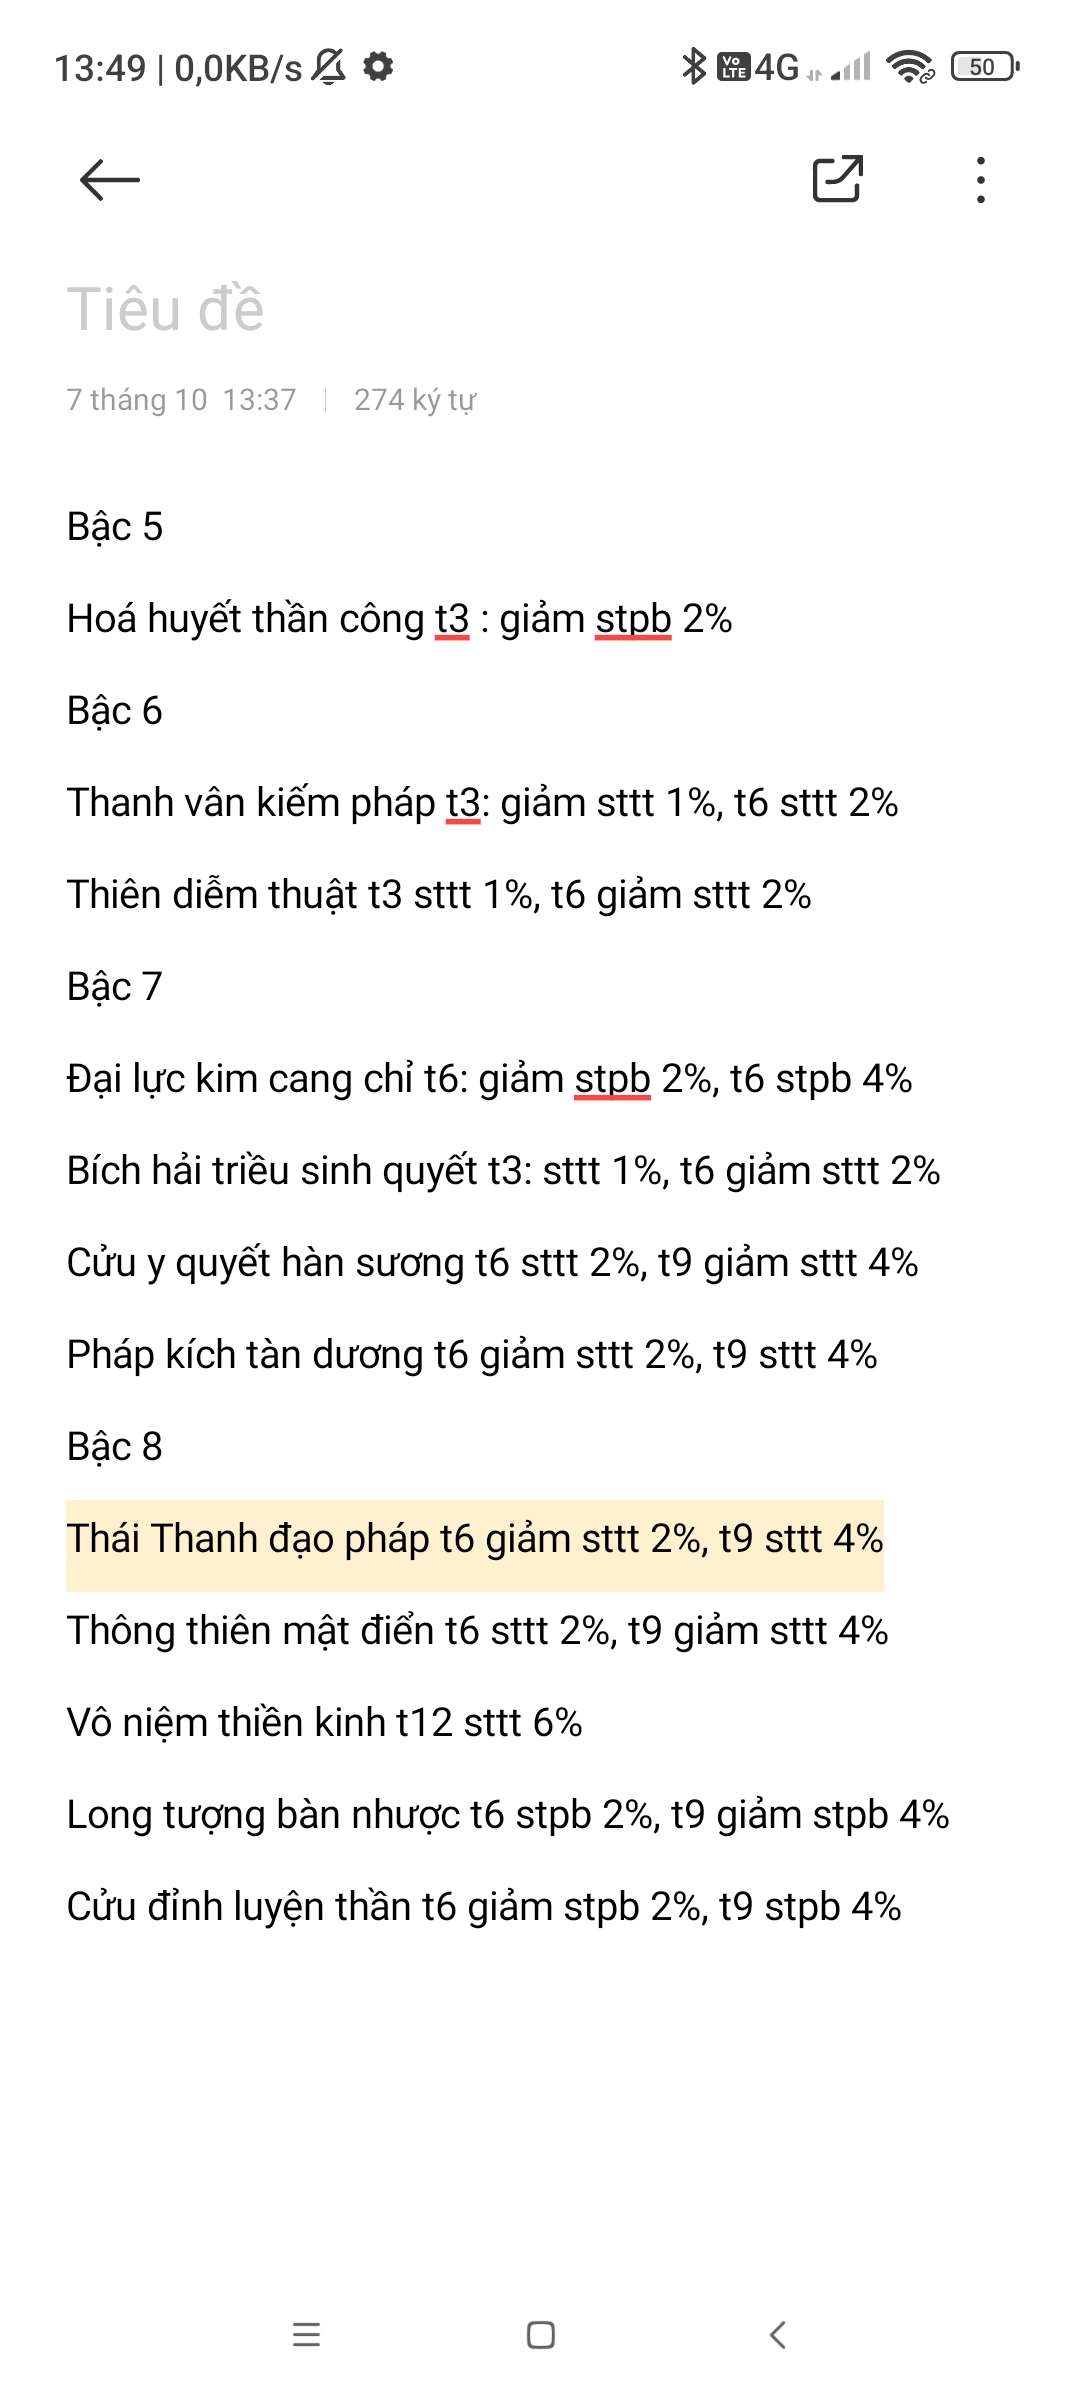 13:49 | 0,0KB/s Vo LTE 4G 50
Tiêu đề
7 tháng 10 13:37 | 274 ký tự
Bậc 5
Hoá huyết thần công t3 : giảm stpb 2%
Bậc 6
Thanh vân kiếm pháp t3: giảm sttt 1%, t6 sttt 2%
Thiên diễm thuật t3 sttt 1%, t6 giảm sttt 2%
Bậc 7
Đại lực kim cang chỉ t6: giảm stpb 2%, t6 stpb 4%
Bích hải triều sinh quyết t3: sttt 1%, t6 giảm sttt 2%
Cửu y quyết hàn sương t6 sttt 2%, t9 giảm sttt 4%
Pháp kích tàn dương t6 giảm sttt 2%, t9 sttt 4%
Bậc 8
Thái Thanh đạo pháp t6 giảm sttt 2%, t9 sttt 4%
Thông thiên mật điển t6 sttt 2%, t9 giảm sttt 4%
Vô niệm thiền kinh t12 sttt 6%
Long tượng bàn nhược t6 stpb 2%, t9 giảm stpb 4%
Cửu đỉnh luyện thần t6 giảm stpb 2%, t9 stpb 4%